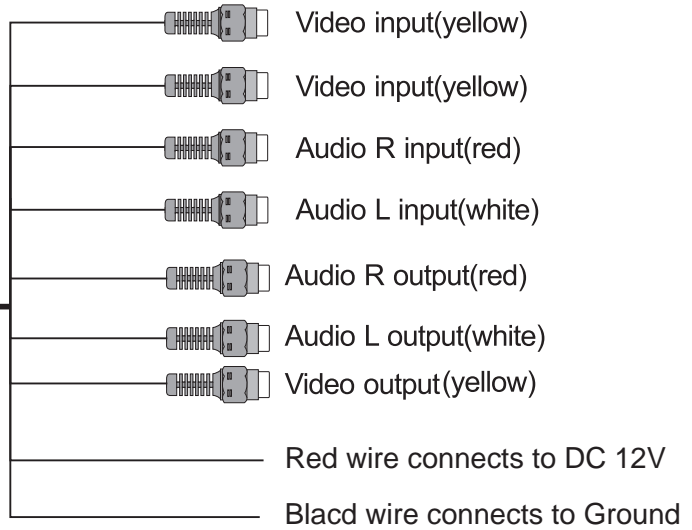 Video input(yellow)
Video input(yellow)
Audio R input(red)
Audio L input(white)
Audio R output(red)
Audio L output(white)
Video output(yellow)
Red wire connects to DC 12V
Blacd wire connects to Ground